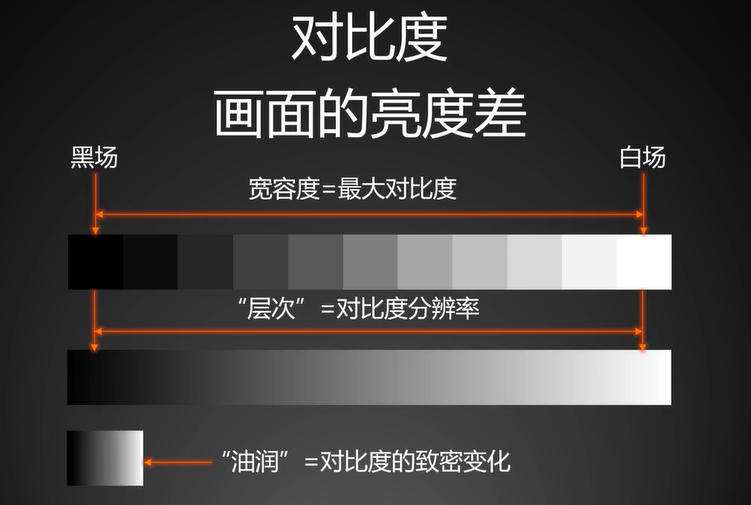 对比度
画面的亮度差
黑场
白场
宽容度=最大对比度
“层次”=对比度分辨率
“油润”=对比度的致密变化